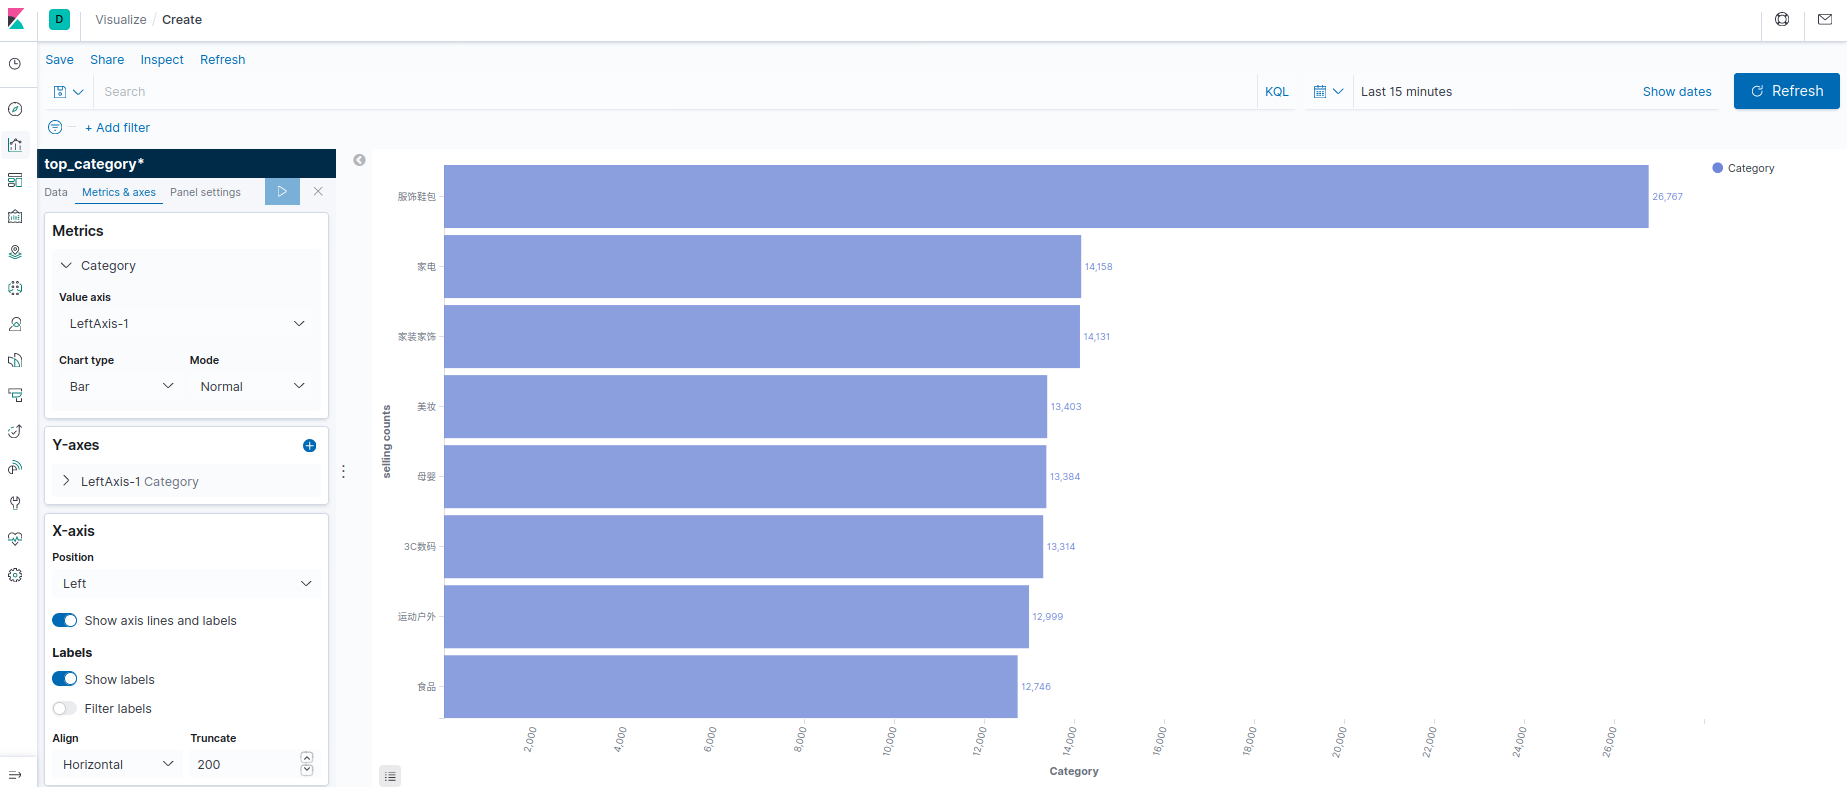 D
Visualize / Create
Save Share Inspect Refresh
Search
KQL
Last 15 minutes
Show dates
Refresh
+ Add filter
top_category*
Data Metrics & axes Panel settings
Metrics
Category
Value axis
LeftAxis-1
Chart type Mode
Bar Normal
Y-axes
LeftAxis-1 Category
X-axis
Position
Left
Show axis lines and labels
Labels
Show labels
Filter labels
Align Truncate
Horizontal 200
selling counts
服饰鞋包 26,767
家电 14,158
家装家饰 14,131
美妆 13,403
母婴 13,384
3C数码 13,314
运动户外 12,999
食品 12,746
2,000 4,000 6,000 8,000 10,000 12,000 14,000 16,000 18,000 20,000 22,000 24,000 26,000
Category
Category